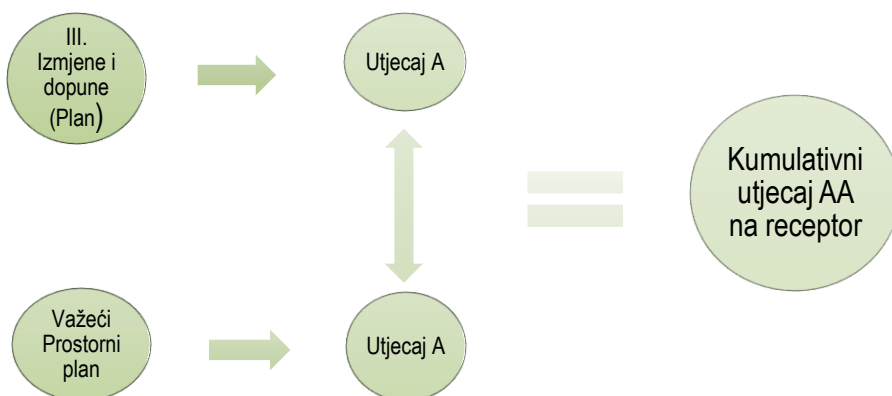 III.
Izmjene i
dopune
(Plan)
Utjecaj A
Kumulativni
utjecaj AA
na receptor
Važeći
Prostorni
plan
Utjecaj A